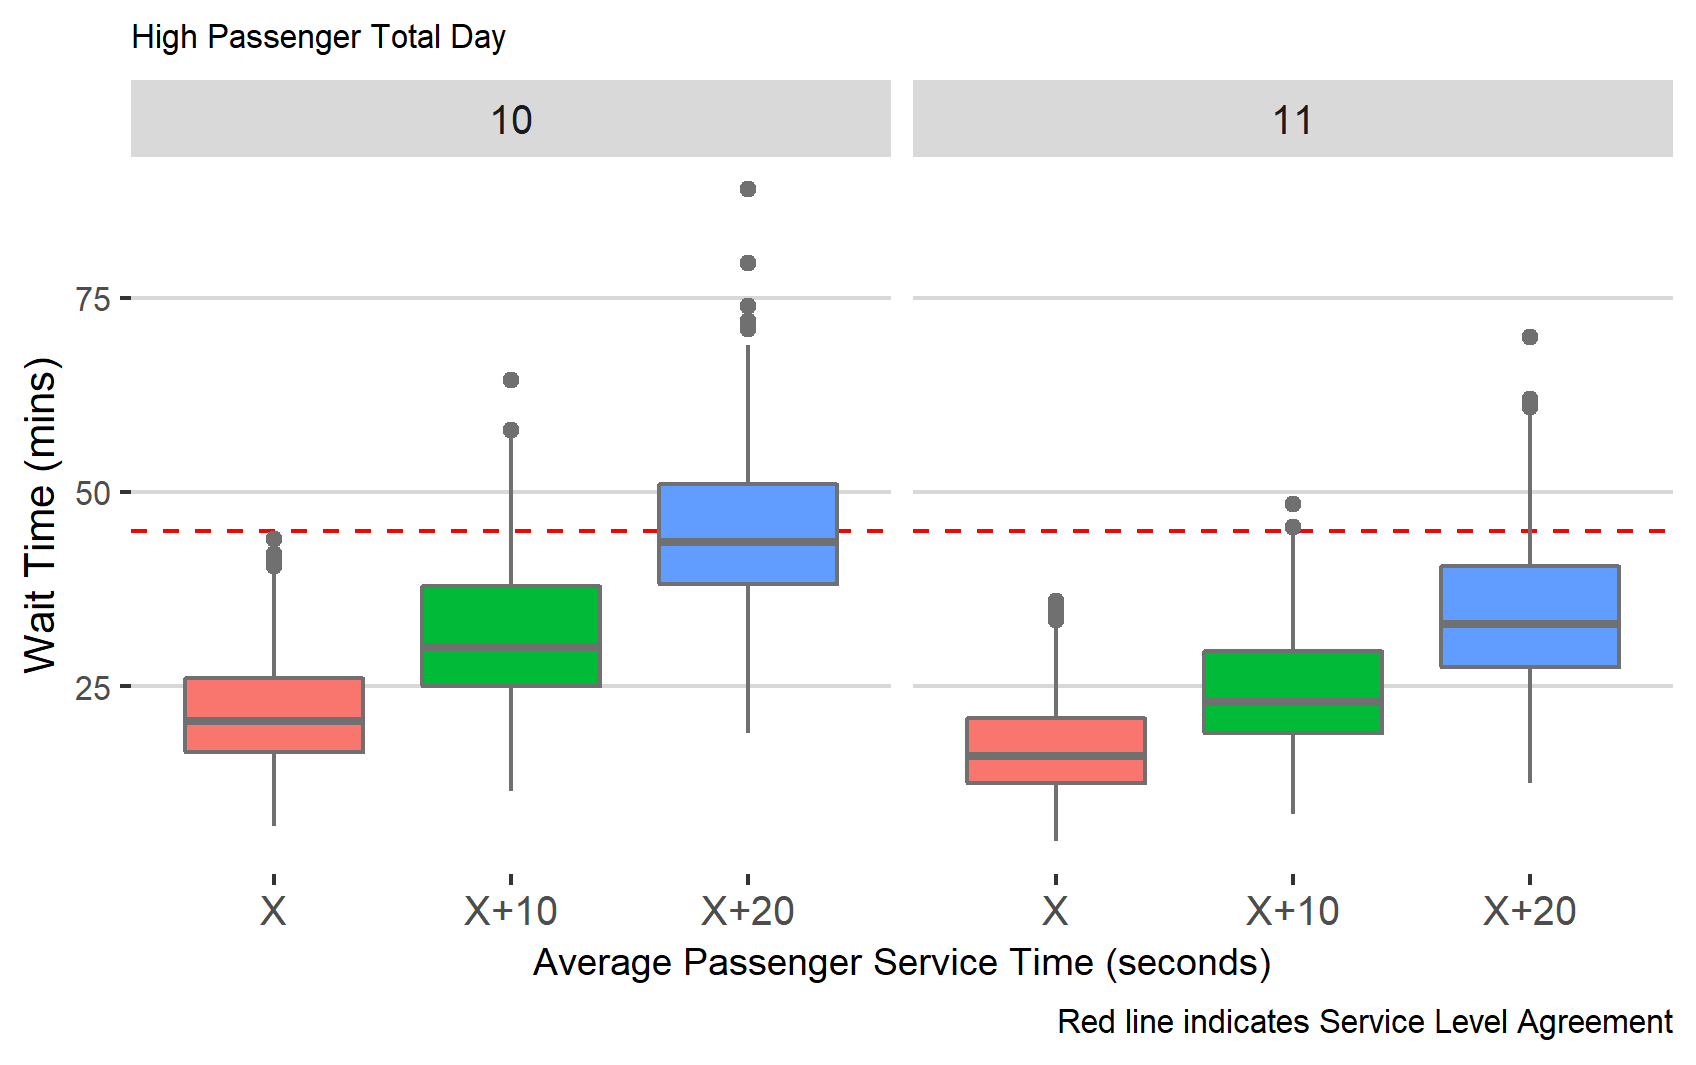 High Passenger Total Day
10
11
75
50
25
Wait Time (mins)
X
X+10
X+20
X
X+10
X+20
Average Passenger Service Time (seconds)
Red line indicates Service Level Agreement